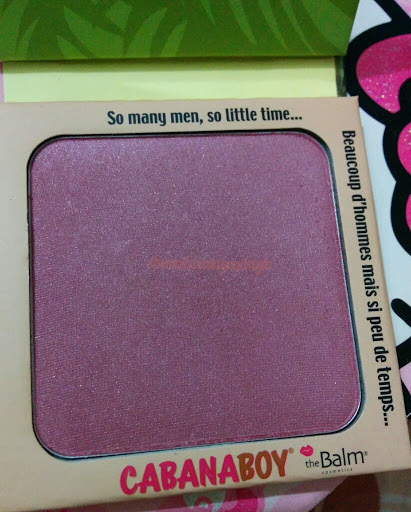 So many men, so little time...
Beaucoup d'hommes mais si peu de temps...
CABANABOY®
theBalm®
cosmetics